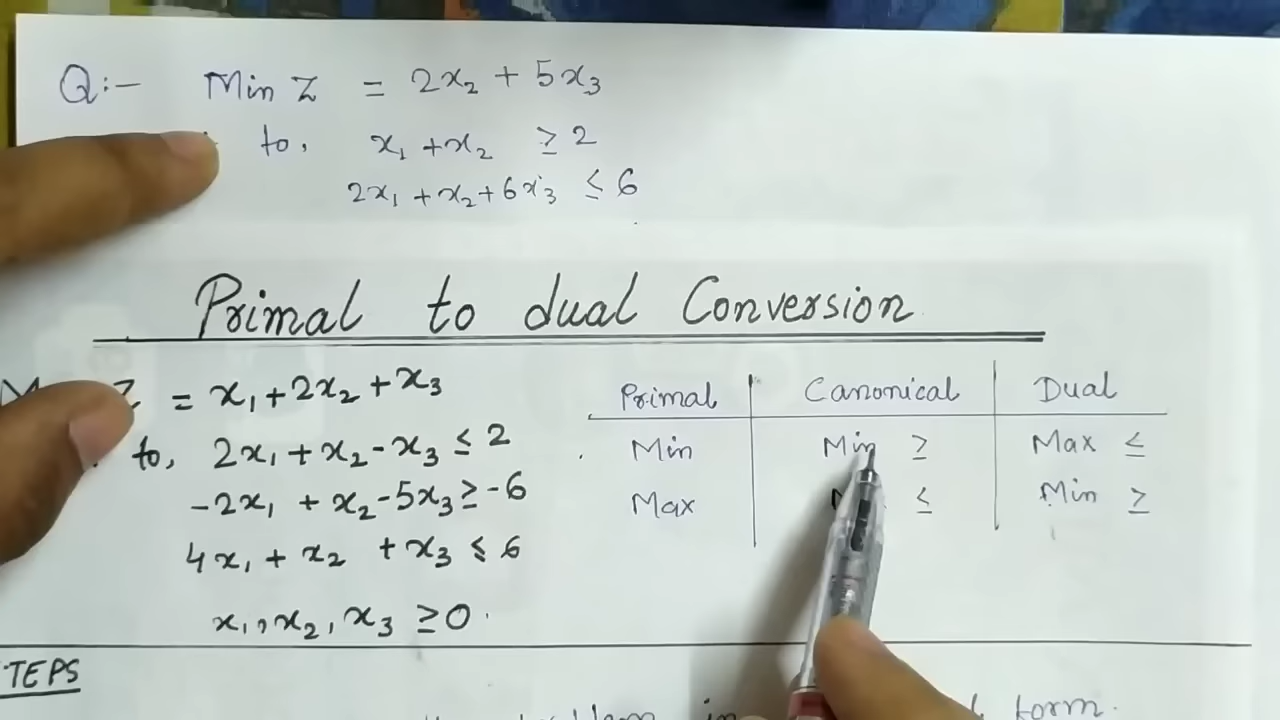 Q:- Min Z = 2x₂ + 5x₃
to, x₁ + x₂ ≥ 2
2x₁ + x₂ + 6x₃ ≤ 6
Primal to dual Conversion
Z = x₁ + 2x₂ + x₃
to, 2x₁ + x₂ - x₃ ≤ 2
-2x₁ + x₂ - 5x₃ ≥ -6
4x₁ + x₂ + x₃ ≤ 6
x₁, x₂, x₃ ≥ 0.
Primal Canonical Dual
Min Min ≥ Max ≤
Max ≤ Min ≥
TEPS
in form.